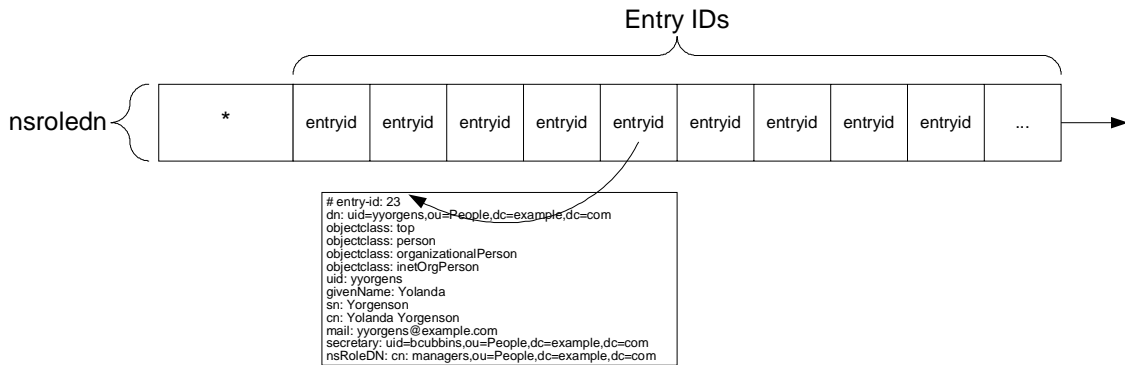 Entry IDs
nsroledn
* entryid entryid entryid entryid entryid entryid entryid entryid entryid ...
# entry-id: 23
dn: uid=yyorgens,ou=People,dc=example,dc=com
objectclass: top
objectclass: person
objectclass: organizationalPerson
objectclass: inetOrgPerson
uid: yyorgens
givenName: Yolanda
sn: Yorgenson
cn: Yolanda Yorgenson
mail: yyorgens@example.com
secretary: uid=bcubbins,ou=People,dc=example,dc=com
nsRoleDN: cn: managers,ou=People,dc=example,dc=com